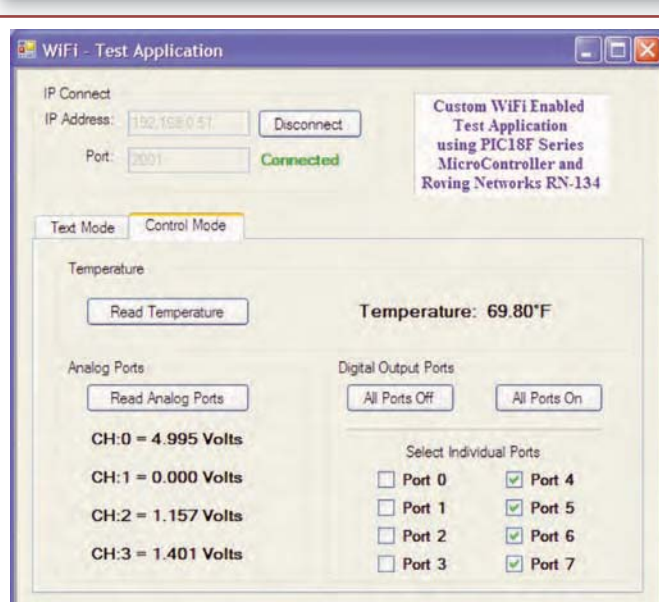 WiFi - Test Application
IP Connect
IP Address: 192.168.0.51 Disconnect
Port: 2001 Connected
Custom WiFi Enabled
Test Application
using PIC18F Series
MicroController and
Roving Networks RN-134
Text Mode Control Mode
Temperature
Read Temperature Temperature: 69.80°F
Analog Ports
Read Analog Ports
CH:0 = 4.995 Volts
CH:1 = 0.000 Volts
CH:2 = 1.157 Volts
CH:3 = 1.401 Volts
Digital Output Ports
All Ports Off All Ports On
Select Individual Ports
Port 0 Port 4
Port 1 Port 5
Port 2 Port 6
Port 3 Port 7